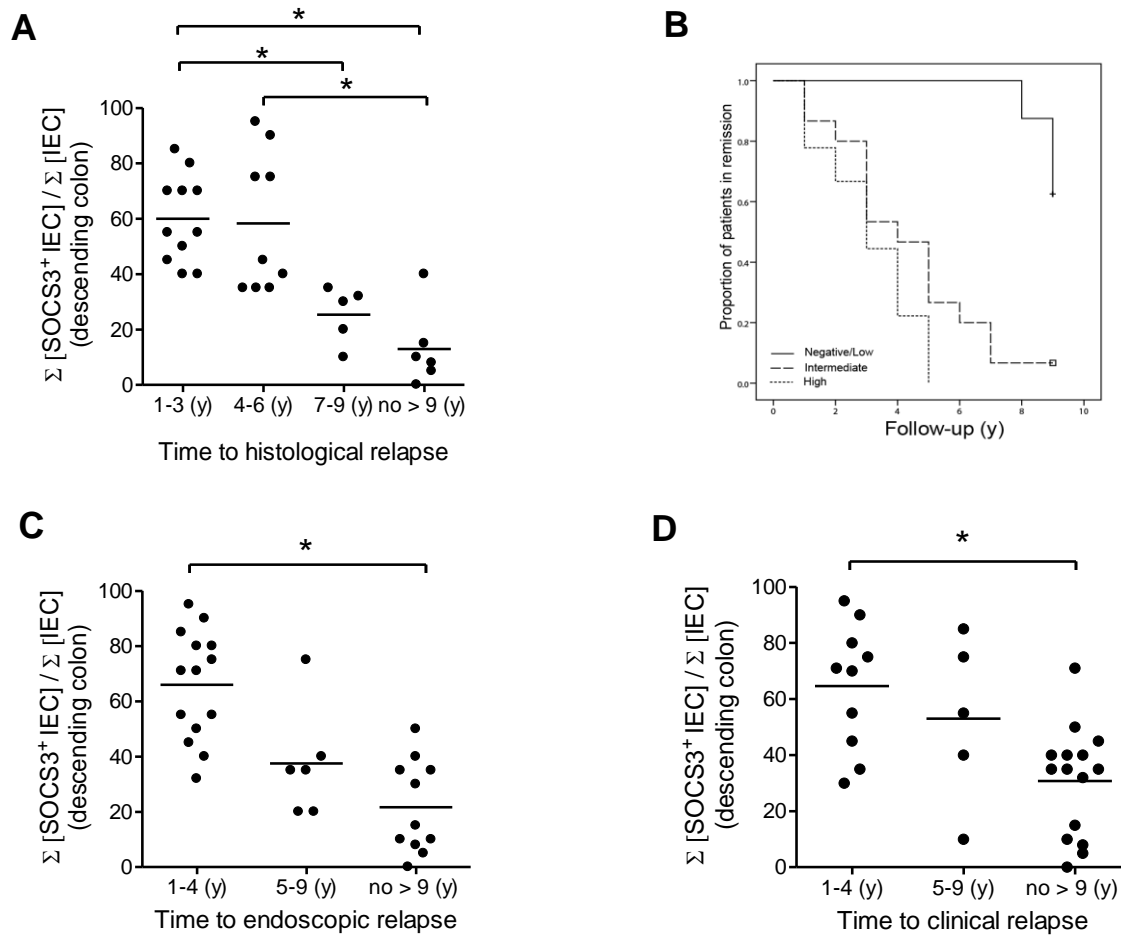 A
*
*
*
Σ [SOCS3⁺ IEC] / Σ [IEC]
(descending colon)
100
80
60
40
20
0
1-3 (y) 4-6 (y) 7-9 (y) no > 9 (y)
Time to histological relapse
B
Proportion of patients in remission
1.0
0.8
0.6
0.4
0.2
0.0
Negative/Low
Intermediate
High
0 2 4 6 8 10
Follow-up (y)
C
*
Σ [SOCS3⁺ IEC] / Σ [IEC]
(descending colon)
100
80
60
40
20
0
1-4 (y) 5-9 (y) no > 9 (y)
Time to endoscopic relapse
D
*
Σ [SOCS3⁺ IEC] / Σ [IEC]
(descending colon)
100
80
60
40
20
0
1-4 (y) 5-9 (y) no > 9 (y)
Time to clinical relapse